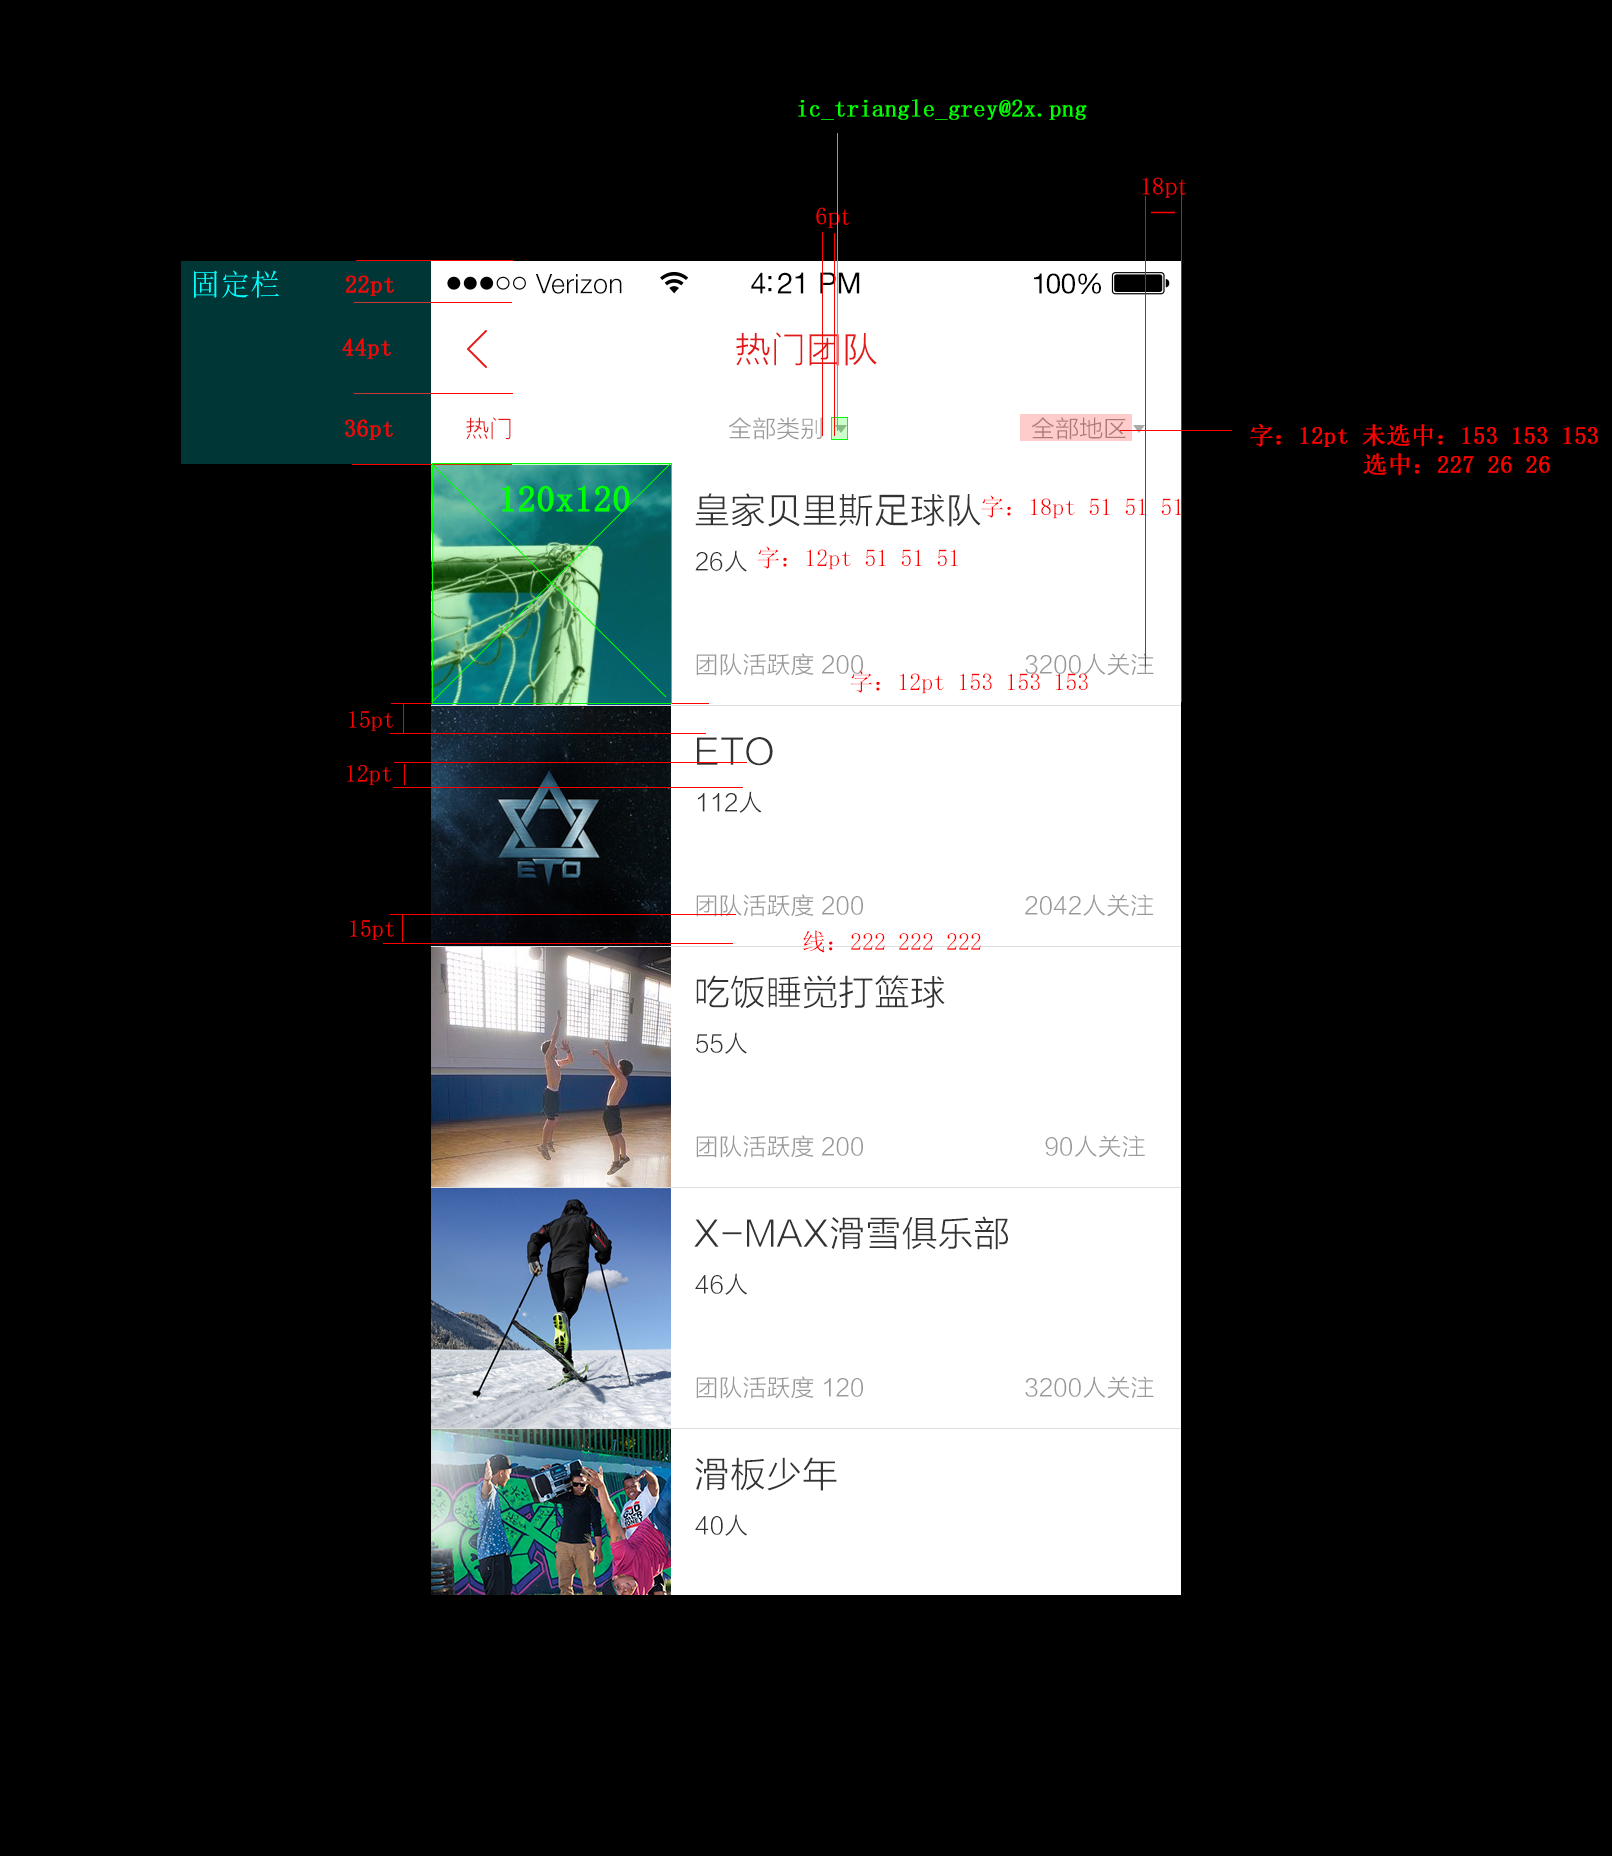 ic_triangle_grey@2x.png
18pt
6pt
固定栏
22pt
Verizon
4:21 PM
100%
44pt
热门团队
36pt
热门
全部类别
全部地区
字：12pt 未选中：153 153 153
选中：227 26 26
120x120
皇家贝里斯足球队
字：18pt 51 51 51
26人
字：12pt 51 51 51
团队活跃度 200
3200人关注
字：12pt 153 153 153
15pt
ETO
12pt
112人
ETO
团队活跃度 200
2042人关注
15pt
线：222 222 222
吃饭睡觉打篮球
55人
团队活跃度 200
90人关注
X-MAX滑雪俱乐部
46人
团队活跃度 120
3200人关注
滑板少年
40人